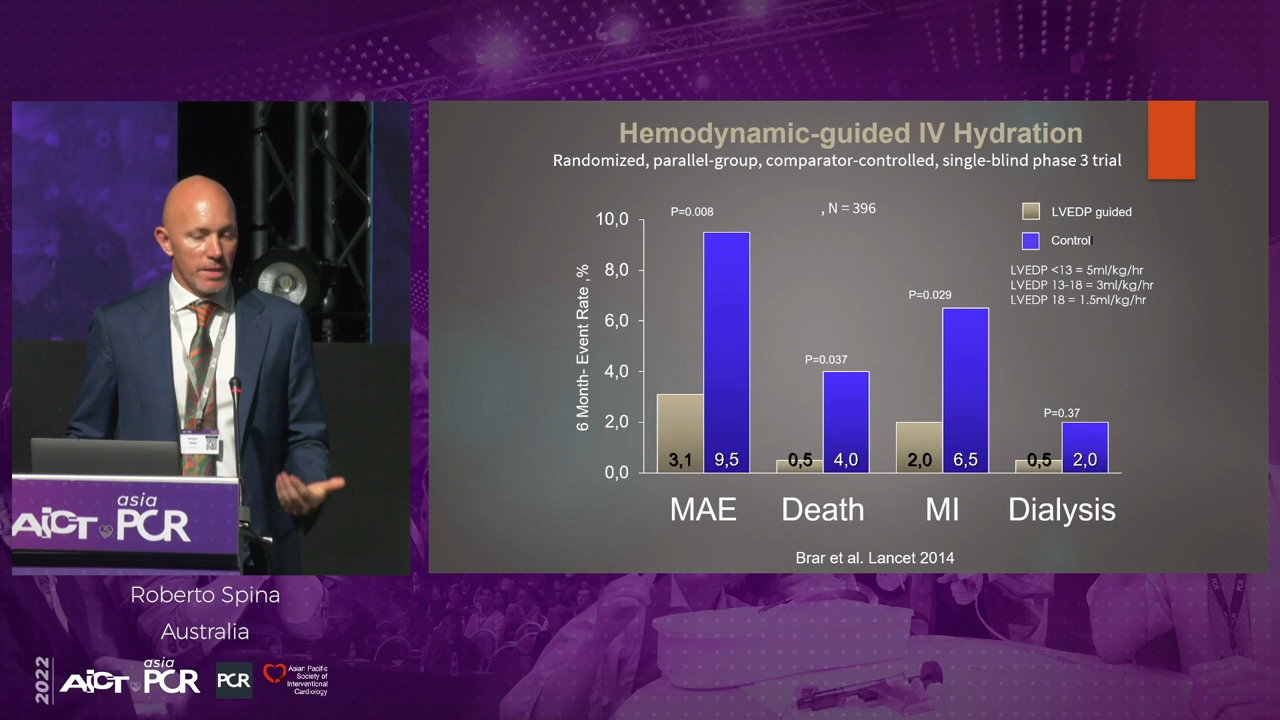 Hemodynamic-guided IV Hydration
Randomized, parallel-group, comparator-controlled, single-blind phase 3 trial
, N = 396
LVEDP guided
Control
LVEDP <13 = 5ml/kg/hr
LVEDP 13-18 = 3ml/kg/hr
LVEDP 18 = 1.5ml/kg/hr
6 Month- Event Rate ,%
10,0
8,0
6,0
4,0
2,0
0,0
P=0.008
P=0.037
P=0.029
P=0.37
3,1 9,5 0,5 4,0 2,0 6,5 0,5 2,0
MAE Death MI Dialysis
Brar et al. Lancet 2014
asia
AICT PCR
Roberto Spina
Australia
2022
asia
AICT PCR
PCR
Asian Pacific
Society of
Interventional
Cardiology